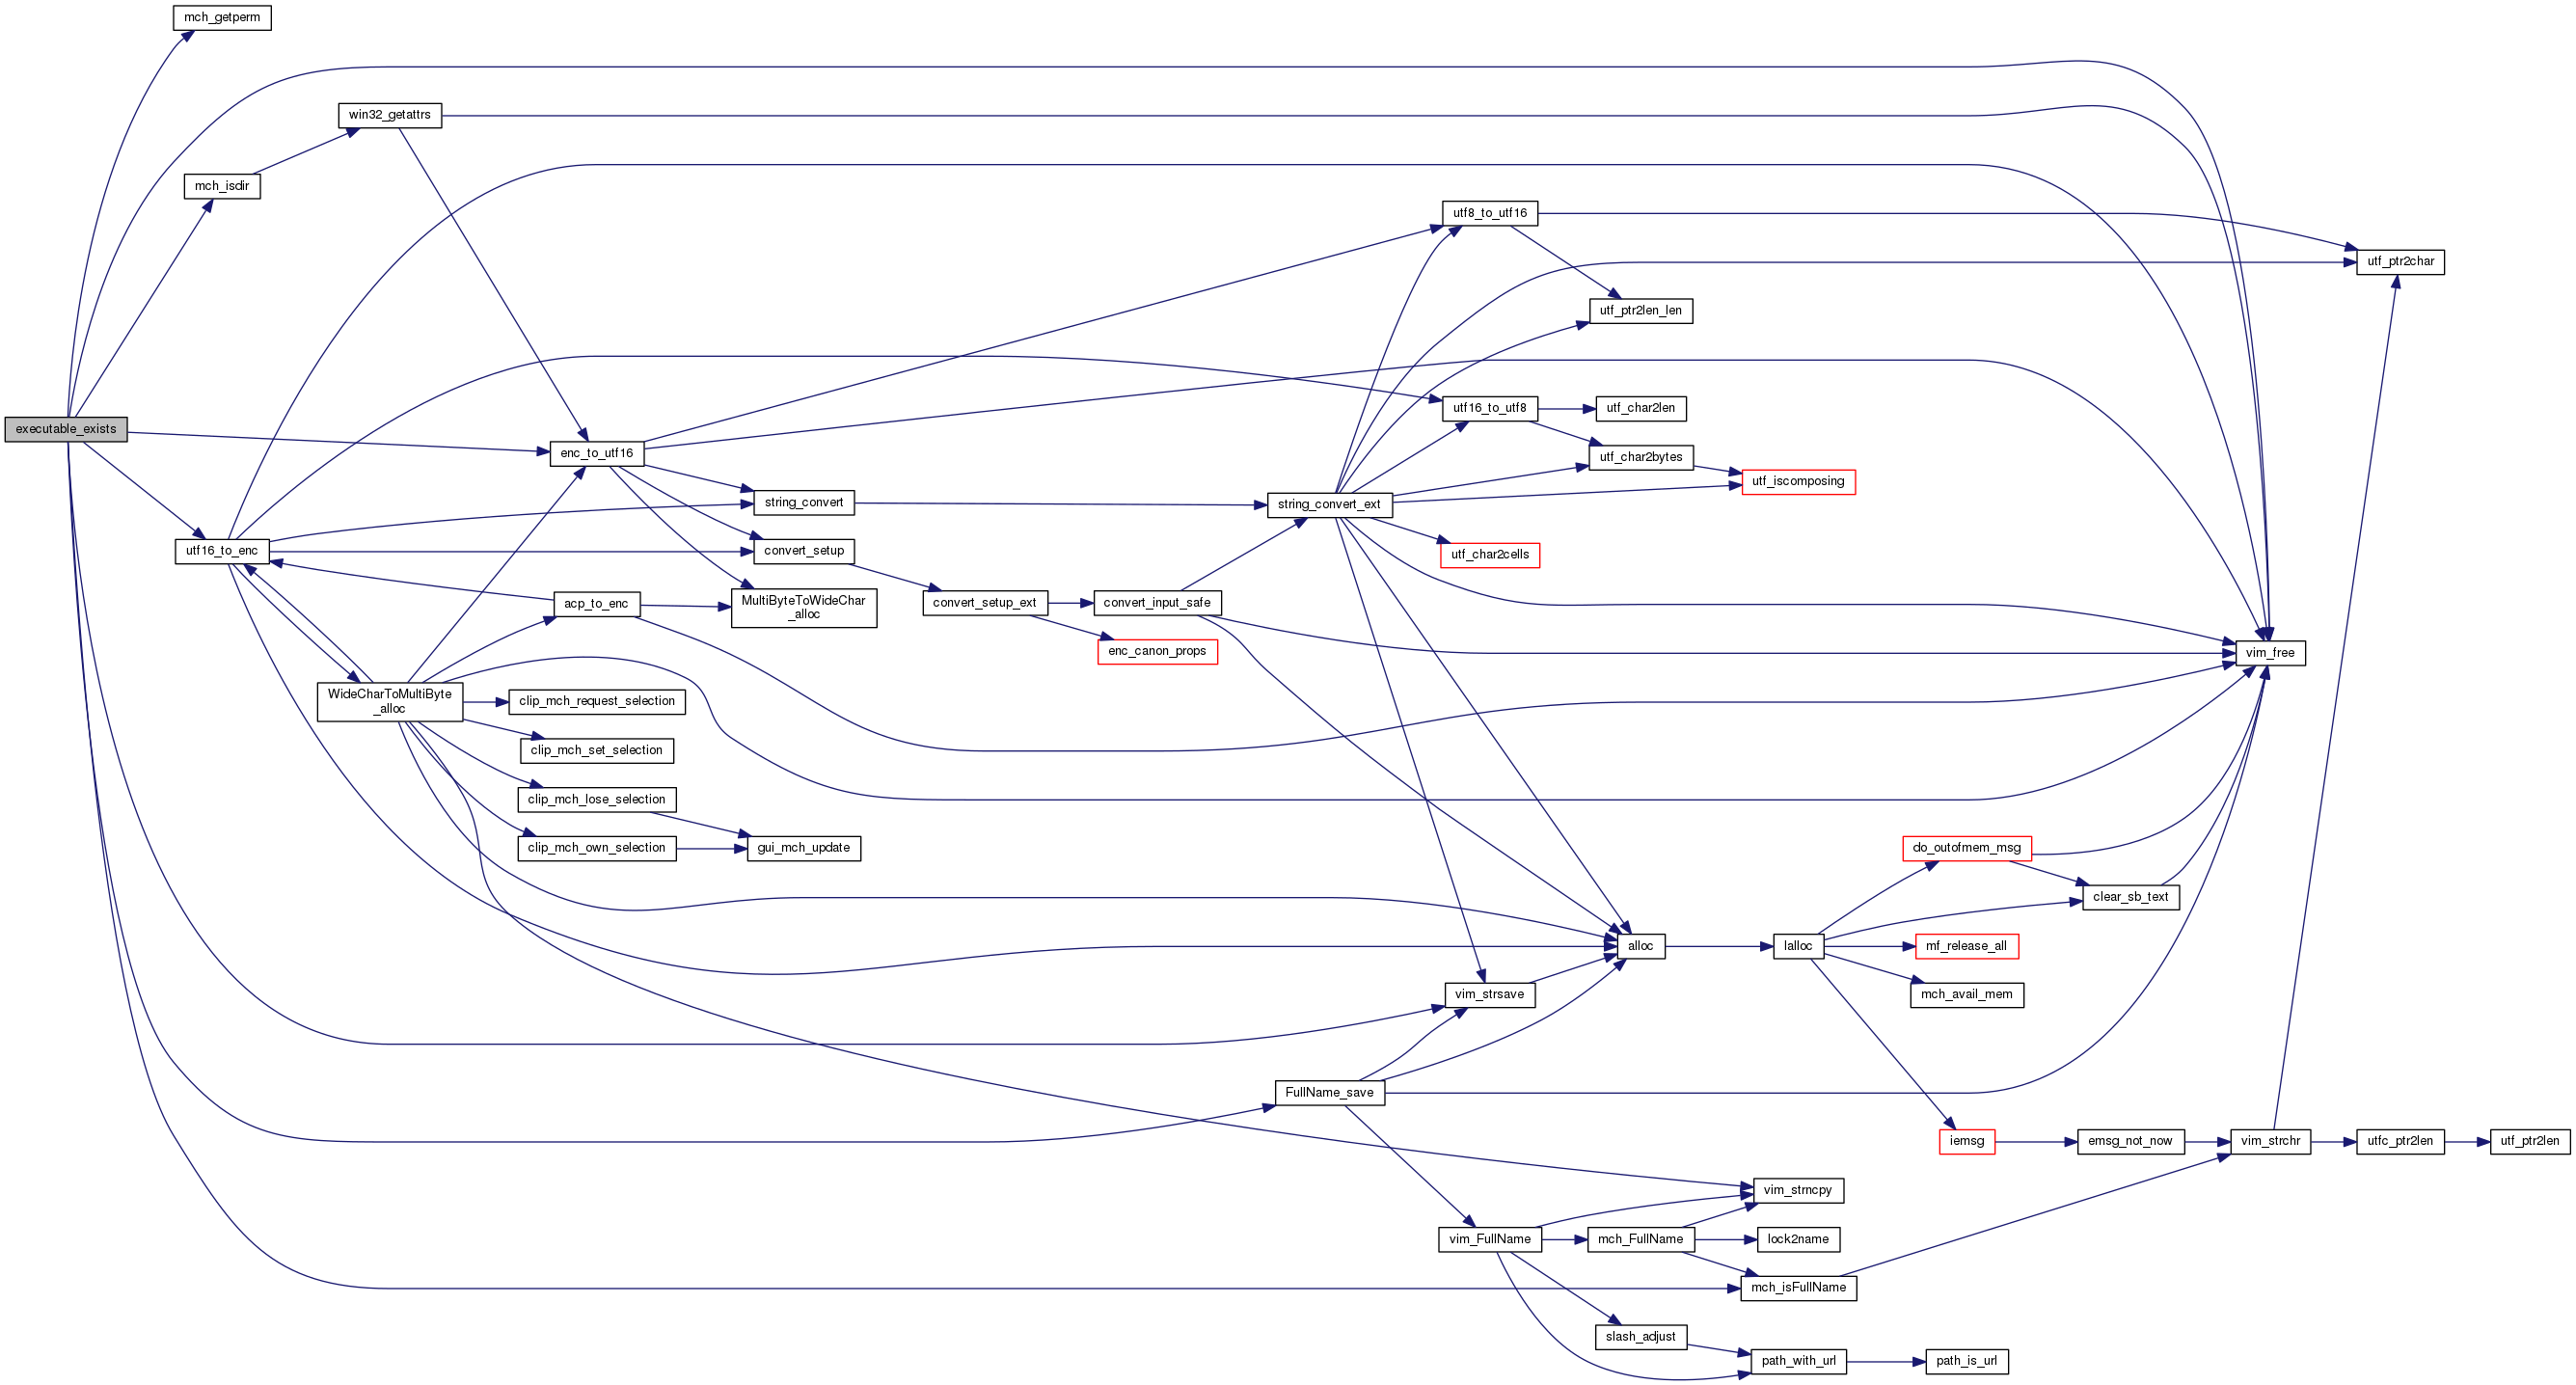 mch_getperm
win32_getattrs
mch_isdir
utf8_to_utf16
utf_ptr2char
utf_ptr2len_len
utf16_to_utf8
utf_char2len
executable_exists
enc_to_utf16
utf_char2bytes
utf_iscomposing
string_convert
string_convert_ext
utf16_to_enc
convert_setup
utf_char2cells
acp_to_enc
MultiByteToWideChar
_alloc
convert_setup_ext
convert_input_safe
enc_canon_props
vim_free
WideCharToMultiByte
_alloc
clip_mch_request_selection
clip_mch_set_selection
clip_mch_lose_selection
clip_mch_own_selection
gui_mch_update
do_outofmem_msg
clear_sb_text
alloc
lalloc
mf_release_all
vim_strsave
mch_avail_mem
FullName_save
iemsg
emsg_not_now
vim_strchr
utfc_ptr2len
utf_ptr2len
vim_strncpy
vim_FullName
mch_FullName
lock2name
mch_isFullName
slash_adjust
path_with_url
path_is_url